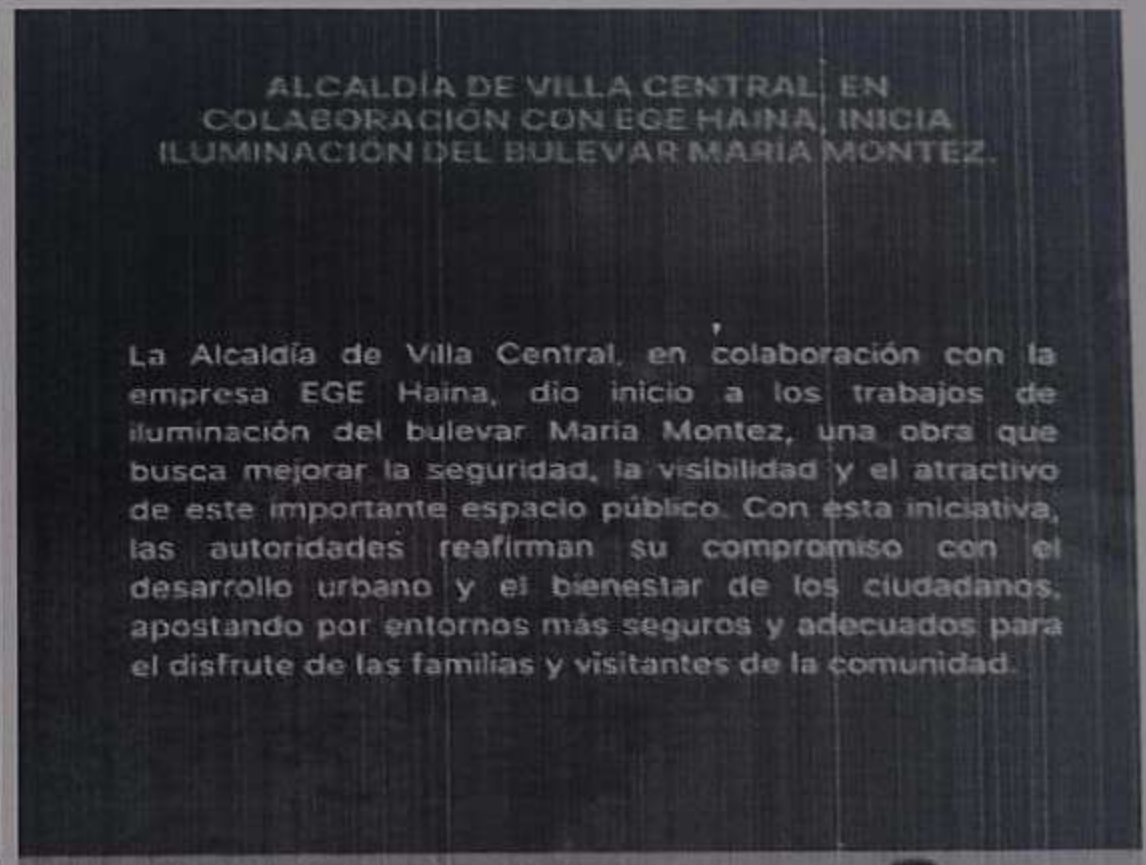 ALCALDÍA DE VILLA CENTRAL, EN
COLABORACIÓN CON EGE HAINA, INICIA
ILUMINACIÓN DEL BULEVAR MARÍA MONTEZ.
La Alcaldía de Villa Central, en colaboración con la
empresa EGE Haina, dio inicio a los trabajos de
iluminación del bulevar María Montez, una obra que
busca mejorar la seguridad, la visibilidad y el atractivo
de este importante espacio público. Con esta iniciativa,
las autoridades reafirman su compromiso con el
desarrollo urbano y el bienestar de los ciudadanos,
apostando por entornos más seguros y adecuados para
el disfrute de las familias y visitantes de la comunidad.